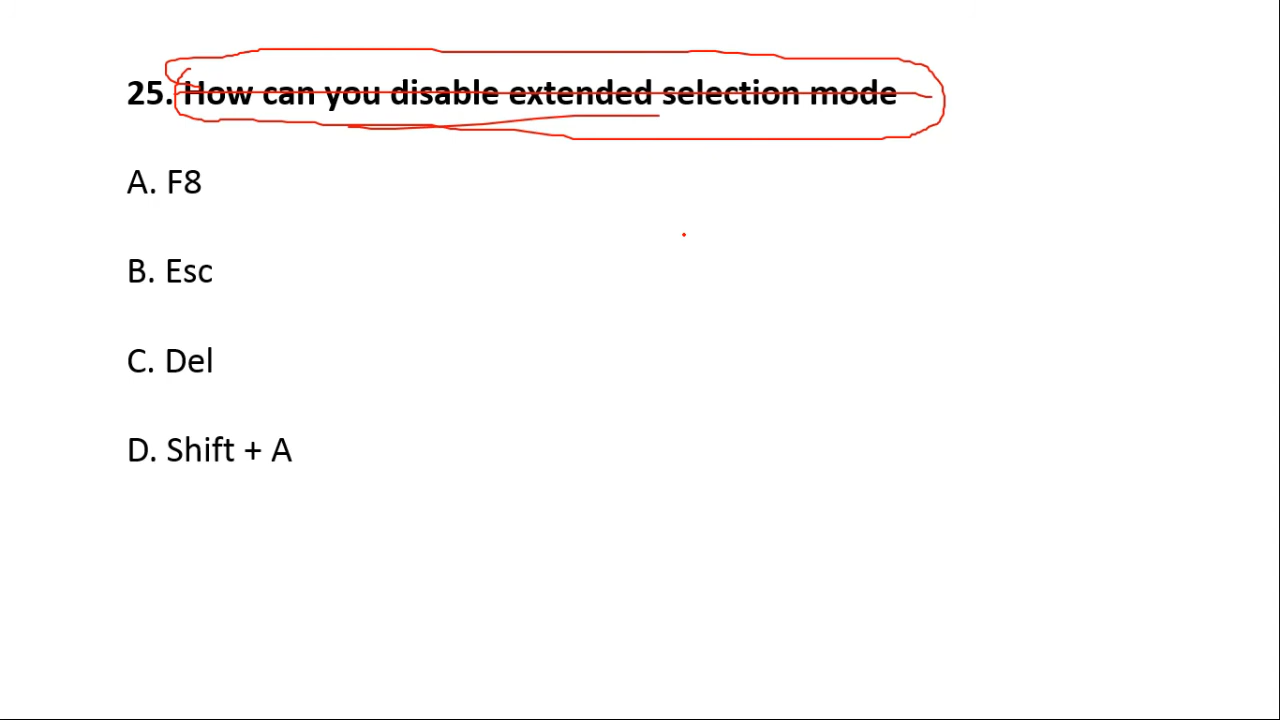 25. How can you disable extended selection mode
A. F8
B. Esc
C. Del
D. Shift + A